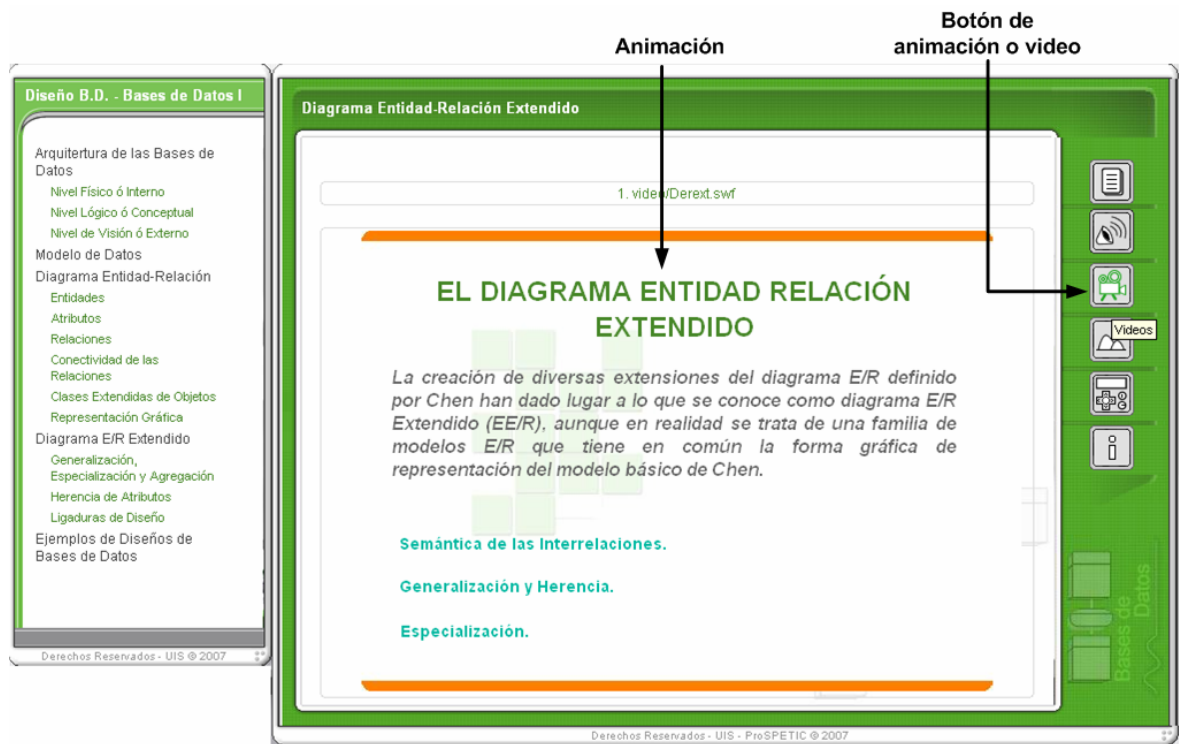 Animación
Botón de
animación o video
Diseño B.D. - Bases de Datos I
Arquitertura de las Bases de
Datos
Nivel Físico ó Interno
Nivel Lógico ó Conceptual
Nivel de Visión ó Externo
Modelo de Datos
Diagrama Entidad-Relación
Entidades
Atributos
Relaciones
Conectividad de las
Relaciones
Clases Extendidas de Objetos
Representación Gráfica
Diagrama E/R Extendido
Generalización,
Especialización y Agregación
Herencia de Atributos
Ligaduras de Diseño
Ejemplos de Diseños de
Bases de Datos
Derechos Reservados - UIS @ 2007
Diagrama Entidad-Relación Extendido
1. video/Derext.swf
EL DIAGRAMA ENTIDAD RELACIÓN
EXTENDIDO
La creación de diversas extensiones del diagrama E/R definido
por Chen han dado lugar a lo que se conoce como diagrama E/R
Extendido (EE/R), aunque en realidad se trata de una familia de
modelos E/R que tiene en común la forma gráfica de
representación del modelo básico de Chen.
Semántica de las Interrelaciones.
Generalización y Herencia.
Especialización.
Videos
Bases de
Datos
Derechos Reservados - UIS - ProSPETIC @ 2007